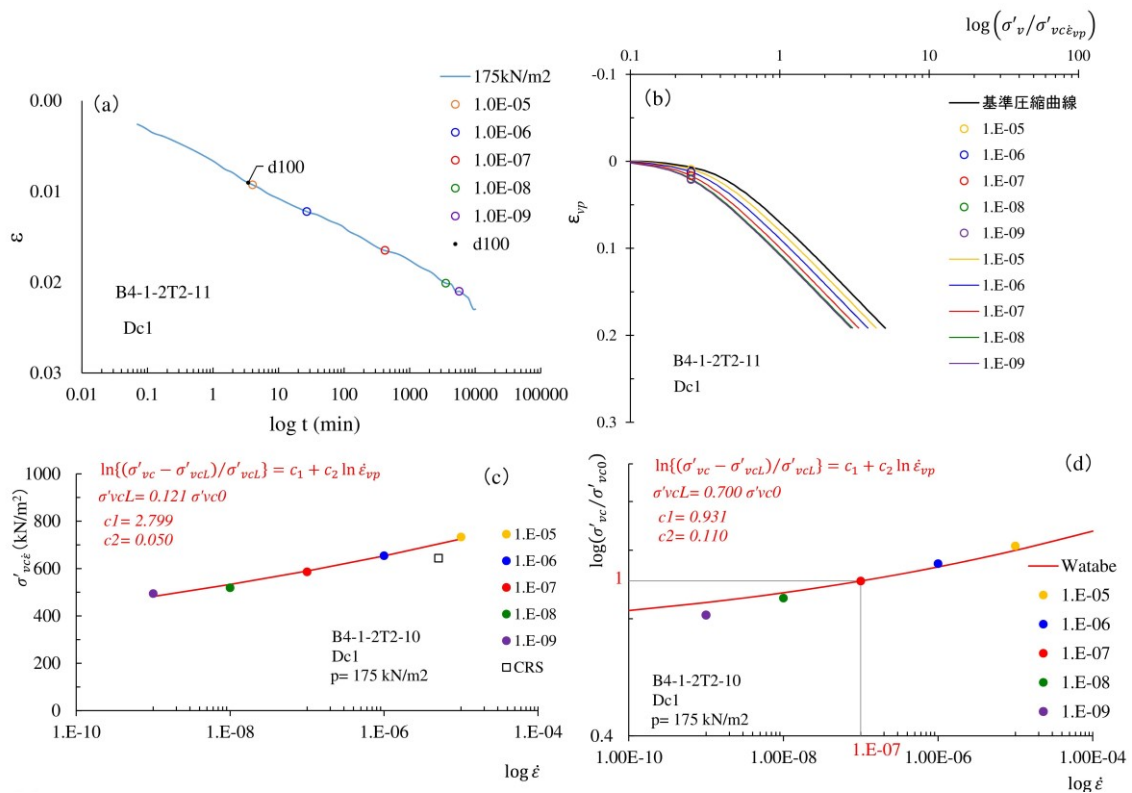 (a)
0.00
0.01
0.02
0.03
ε
0.01
0.1
1
10
100
1000
10000
100000
log t (min)
d100
B4-1-2T2-11
Dc1
175kN/m2
1.0E-05
1.0E-06
1.0E-07
1.0E-08
1.0E-09
d100
log(σ′v/σ′vcε̇vp)
0.1
1
10
100
(b)
-0.1
0
0.1
0.2
0.3
εvp
B4-1-2T2-11
Dc1
基準圧縮曲線
1.E-05
1.E-06
1.E-07
1.E-08
1.E-09
1.E-05
1.E-06
1.E-07
1.E-08
1.E-09
(c)
ln{(σ′vc − σ′vcL)/σ′vcL} = c1 + c2 ln ε̇vp
σ'vcL= 0.121 σ'vc0
c1= 2.799
c2= 0.050
1000
800
600
400
200
0
σ′vcε̇ (kN/m²)
1.E-10
1.E-08
1.E-06
1.E-04
log ε̇
B4-1-2T2-10
Dc1
p= 175 kN/m2
1.E-05
1.E-06
1.E-07
1.E-08
1.E-09
CRS
(d)
ln{(σ′vc − σ′vcL)/σ′vcL} = c1 + c2 ln ε̇vp
σ'vcL= 0.700 σ'vc0
c1= 0.931
c2= 0.110
log(σ′vc/σ′vc0)
1
0.4
1.00E-10
1.00E-08
1.E-07
1.00E-06
1.00E-04
log ε̇
B4-1-2T2-10
Dc1
p= 175 kN/m2
Watabe
1.E-05
1.E-06
1.E-07
1.E-08
1.E-09